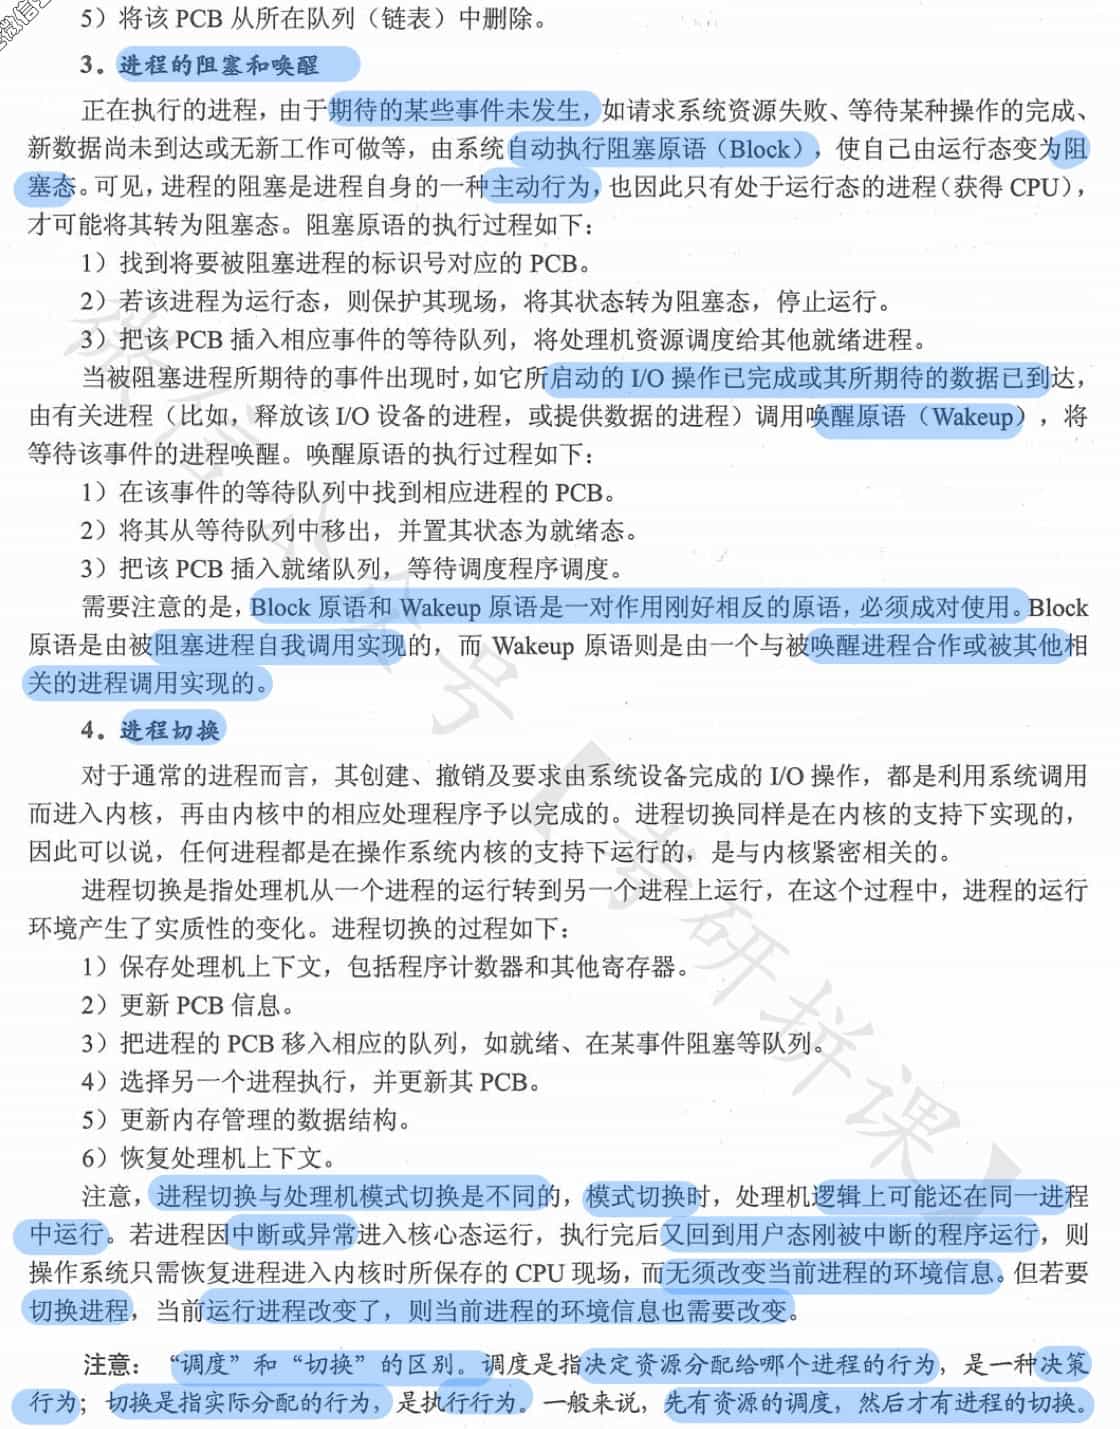 5）将该 PCB 从所在队列（链表）中删除。
3．进程的阻塞和唤醒
正在执行的进程，由于期待的某些事件未发生，如请求系统资源失败、等待某种操作的完成、
新数据尚未到达或无新工作可做等，由系统自动执行阻塞原语（Block），使自己由运行态变为阻
塞态。可见，进程的阻塞是进程自身的一种主动行为，也因此只有处于运行态的进程（获得 CPU），
才可能将其转为阻塞态。阻塞原语的执行过程如下：
1）找到将要被阻塞进程的标识号对应的 PCB。
2）若该进程为运行态，则保护其现场，将其状态转为阻塞态，停止运行。
3）把该 PCB 插入相应事件的等待队列，将处理机资源调度给其他就绪进程。
当被阻塞进程所期待的事件出现时，如它所启动的 I/O 操作已完成或其所期待的数据已到达，
由有关进程（比如，释放该 I/O 设备的进程，或提供数据的进程）调用唤醒原语（Wakeup），将
等待该事件的进程唤醒。唤醒原语的执行过程如下：
1）在该事件的等待队列中找到相应进程的 PCB。
2）将其从等待队列中移出，并置其状态为就绪态。
3）把该 PCB 插入就绪队列，等待调度程序调度。
需要注意的是，Block 原语和 Wakeup 原语是一对作用刚好相反的原语，必须成对使用。Block
原语是由被阻塞进程自我调用实现的，而 Wakeup 原语则是由一个与被唤醒进程合作或被其他相
关的进程调用实现的。
4．进程切换
对于通常的进程而言，其创建、撤销及要求由系统设备完成的 I/O 操作，都是利用系统调用
而进入内核，再由内核中的相应处理程序予以完成的。进程切换同样是在内核的支持下实现的，
因此可以说，任何进程都是在操作系统内核的支持下运行的，是与内核紧密相关的。
进程切换是指处理机从一个进程的运行转到另一个进程上运行，在这个过程中，进程的运行
环境产生了实质性的变化。进程切换的过程如下：
1）保存处理机上下文，包括程序计数器和其他寄存器。
2）更新 PCB 信息。
3）把进程的 PCB 移入相应的队列，如就绪、在某事件阻塞等队列。
4）选择另一个进程执行，并更新其 PCB。
5）更新内存管理的数据结构。
6）恢复处理机上下文。
注意，进程切换与处理机模式切换是不同的，模式切换时，处理机逻辑上可能还在同一进程
中运行。若进程因中断或异常进入核心态运行，执行完后又回到用户态刚被中断的程序运行，则
操作系统只需恢复进程进入内核时所保存的 CPU 现场，而无须改变当前进程的环境信息。但若要
切换进程，当前运行进程改变了，则当前进程的环境信息也需要改变。
注意：“调度”和“切换”的区别。调度是指决定资源分配给哪个进程的行为，是一种决策
行为；切换是指实际分配的行为，是执行行为。一般来说，先有资源的调度，然后才有进程的切换。
微信公众号【考研拼课】